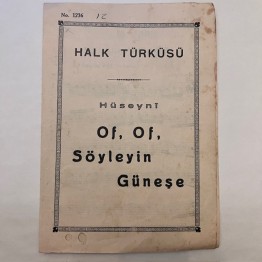 No. 1236
HALK TÜRKÜSÜ
Hüseynî
Of, Of,
Söyleyin
Güneşe